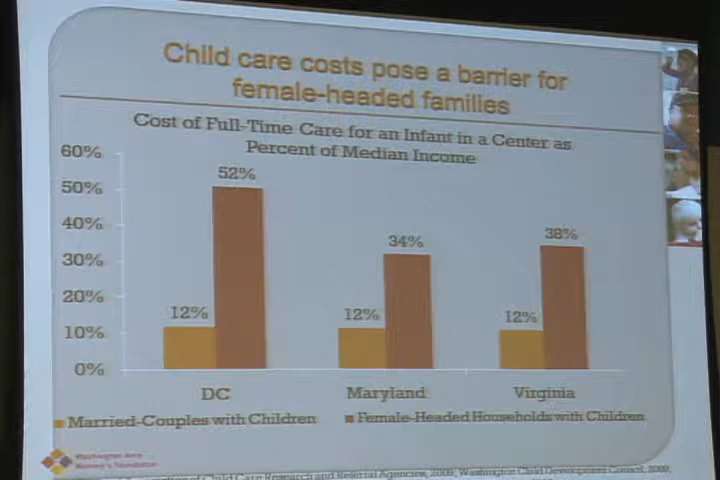 Child care costs pose a barrier for
female-headed families
Cost of Full-Time Care for an Infant in a Center as
Percent of Median Income
60%
50%
40%
30%
20%
10%
0%
52%
12%
34%
12%
38%
12%
DC
Maryland
Virginia
Married-Couples with Children
Female-Headed Households with Children
Washington Area
Women's Foundation
of Child Care Research and Referral Agencies, 2009; Washington Child Development Council, 2009;